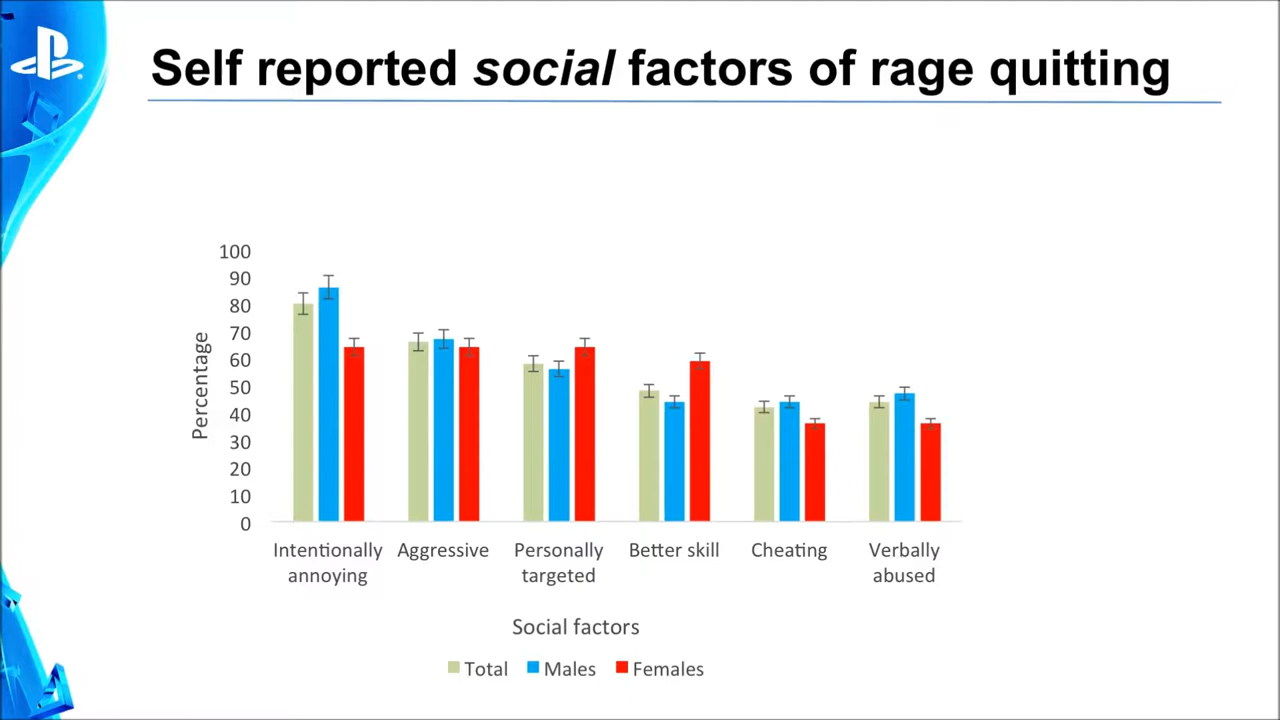 Self reported social factors of rage quitting
100
90
80
70
60
50
40
30
20
10
0
Percentage
Intentionally annoying
Aggressive
Personally targeted
Better skill
Cheating
Verbally abused
Social factors
Total Males Females